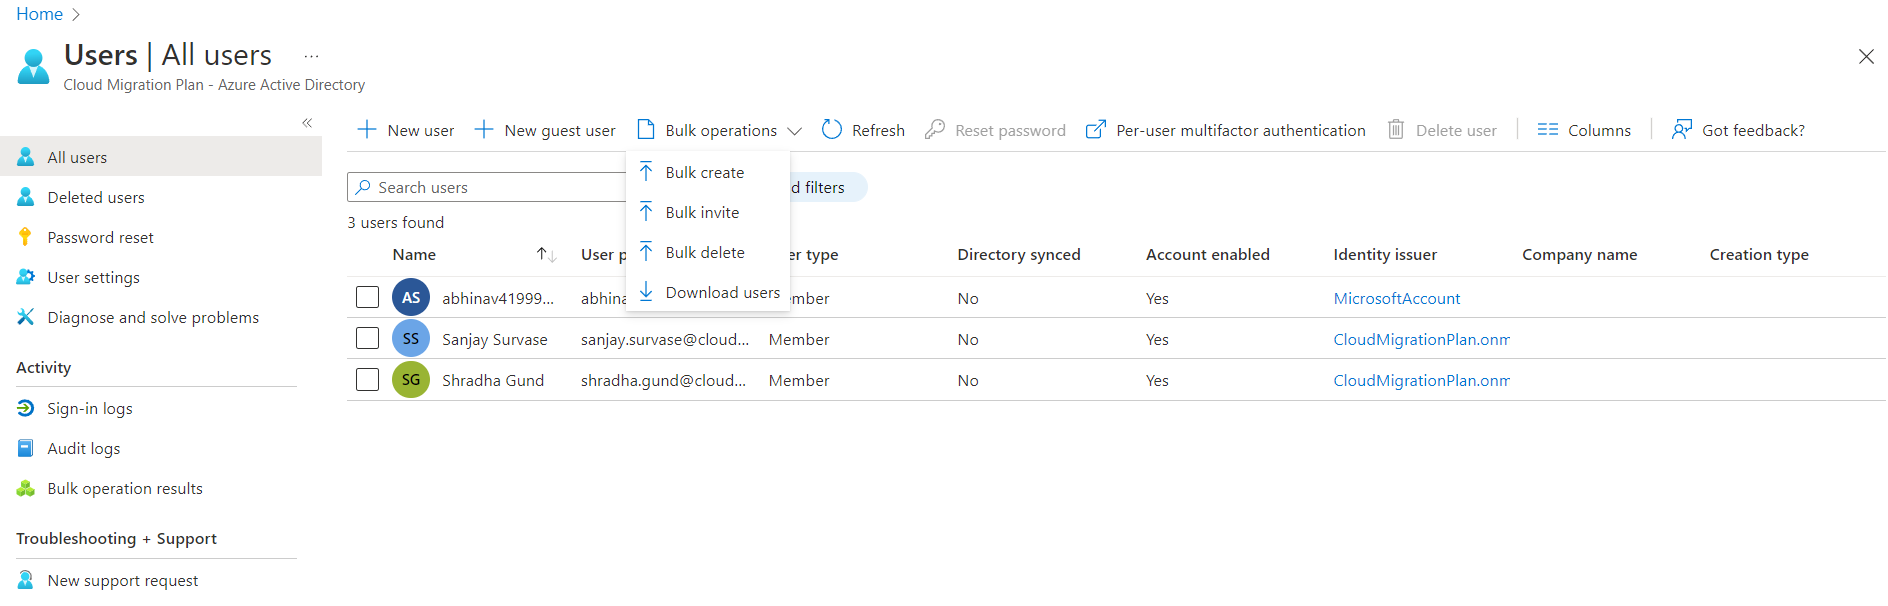 Home
Users | All users
Cloud Migration Plan - Azure Active Directory
All users
Deleted users
Password reset
User settings
Diagnose and solve problems
Activity
Sign-in logs
Audit logs
Bulk operation results
Troubleshooting + Support
New support request
New user New guest user Bulk operations Refresh Reset password Per-user multifactor authentication Delete user Columns Got feedback?
Bulk create
Bulk invite
Bulk delete
Download users
Search users d filters
3 users found
Name User p er type Directory synced Account enabled Identity issuer Company name Creation type
AS abhinav41999... abhina ember No Yes MicrosoftAccount
SS Sanjay Survase sanjay.survase@cloud... Member No Yes CloudMigrationPlan.onm
SG Shradha Gund shradha.gund@cloud... Member No Yes CloudMigrationPlan.onm